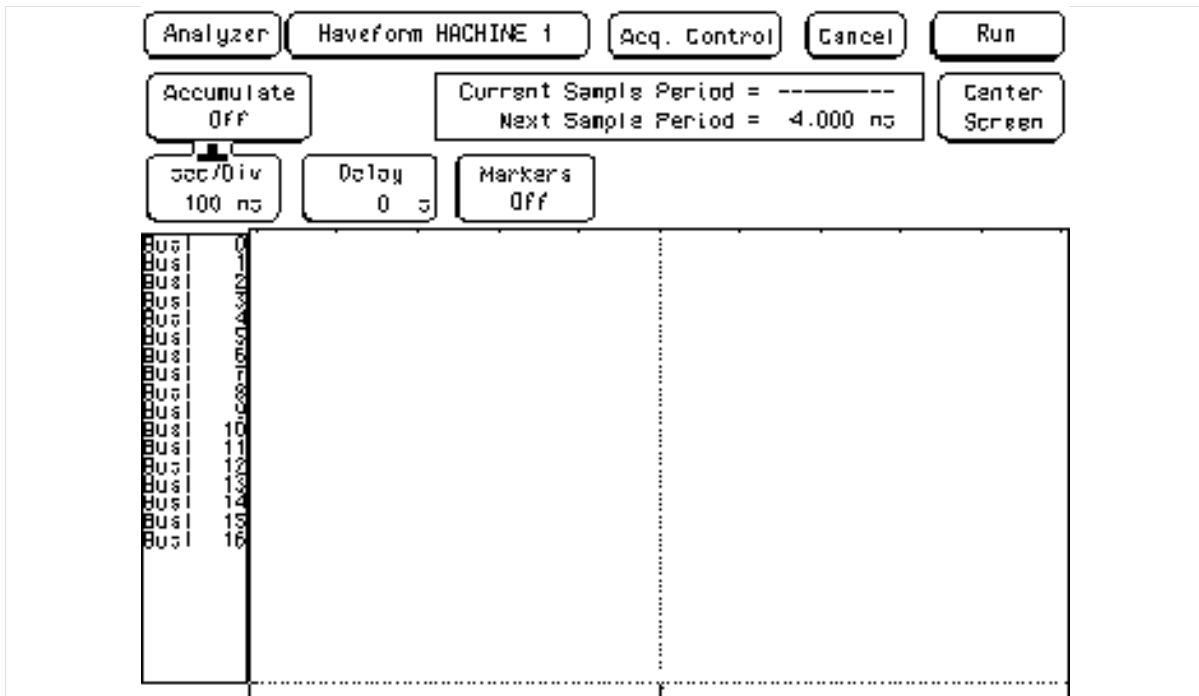 Analyzer Waveform MACHINE 1 Acq. Control Cancel Run
Accumulate
Off
Current Sample Period = ---------
Next Sample Period = 4.000 ns
Center
Screen
sec/Div
100 ns
Delay
0 s
Markers
Off
Bus1 0
Bus1 1
Bus1 2
Bus1 3
Bus1 4
Bus1 5
Bus1 6
Bus1 7
Bus1 8
Bus1 9
Bus1 10
Bus1 11
Bus1 12
Bus1 13
Bus1 14
Bus1 15
Bus1 16